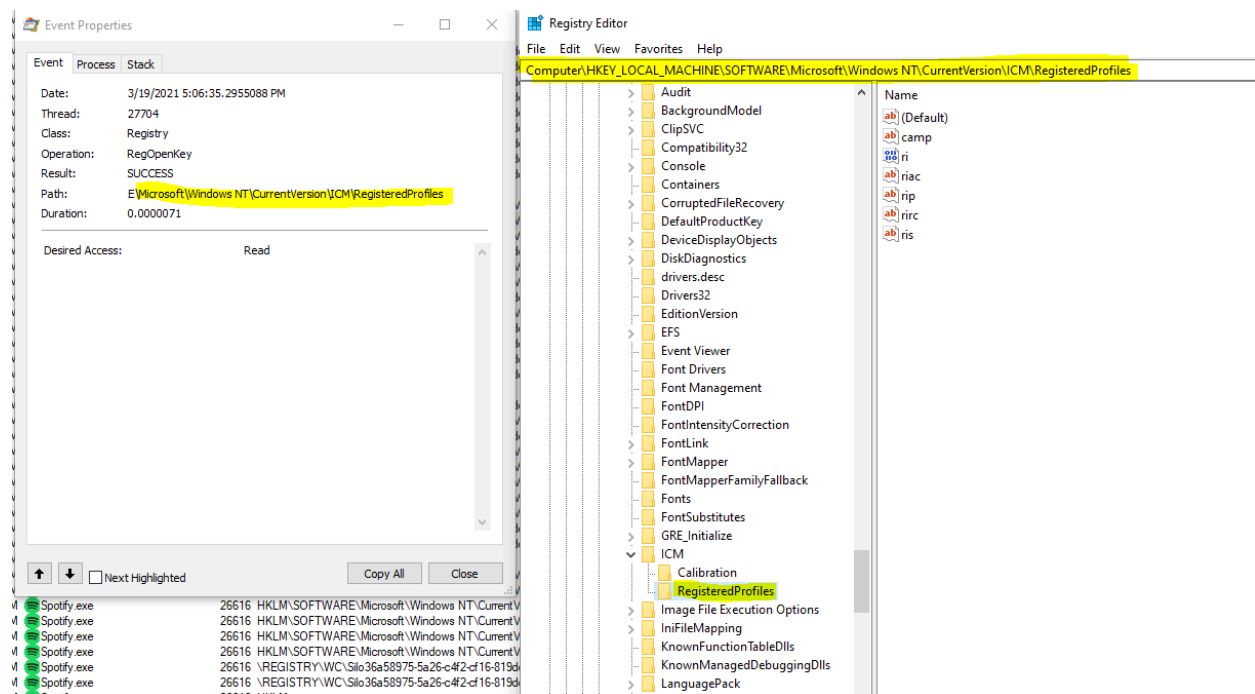 Event Properties
Event Process Stack
Date: 3/19/2021 5:06:35.2955088 PM
Thread: 27704
Class: Registry
Operation: RegOpenKey
Result: SUCCESS
Path: E\Microsoft\Windows NT\CurrentVersion\ICM\RegisteredProfiles
Duration: 0.0000071
Desired Access: Read
Next Highlighted
Copy All
Close
Spotify.exe 26616 HKLM\SOFTWARE\Microsoft\Windows NT\CurrentV
Spotify.exe 26616 HKLM\SOFTWARE\Microsoft\Windows NT\CurrentV
Spotify.exe 26616 HKLM\SOFTWARE\Microsoft\Windows NT\CurrentV
Spotify.exe 26616 HKLM\SOFTWARE\Microsoft\Windows NT\CurrentV
Spotify.exe 26616 \REGISTRY\WC\Silo36a58975-5a26-c4f2-cf16-819d
Spotify.exe 26616 \REGISTRY\WC\Silo36a58975-5a26-c4f2-cf16-819d
Registry Editor
File Edit View Favorites Help
Computer\HKEY_LOCAL_MACHINE\SOFTWARE\Microsoft\Windows NT\CurrentVersion\ICM\RegisteredProfiles
Audit
BackgroundModel
ClipSVC
Compatibility32
Console
Containers
CorruptedFileRecovery
DefaultProductKey
DeviceDisplayObjects
DiskDiagnostics
drivers.desc
Drivers32
EditionVersion
EFS
Event Viewer
Font Drivers
Font Management
FontDPI
FontIntensityCorrection
FontLink
FontMapper
FontMapperFamilyFallback
Fonts
FontSubstitutes
GRE_Initialize
ICM
Calibration
RegisteredProfiles
Image File Execution Options
IniFileMapping
KnownFunctionTableDlls
KnownManagedDebuggingDlls
LanguagePack
Name
(Default)
camp
ri
riac
rip
rirc
ris